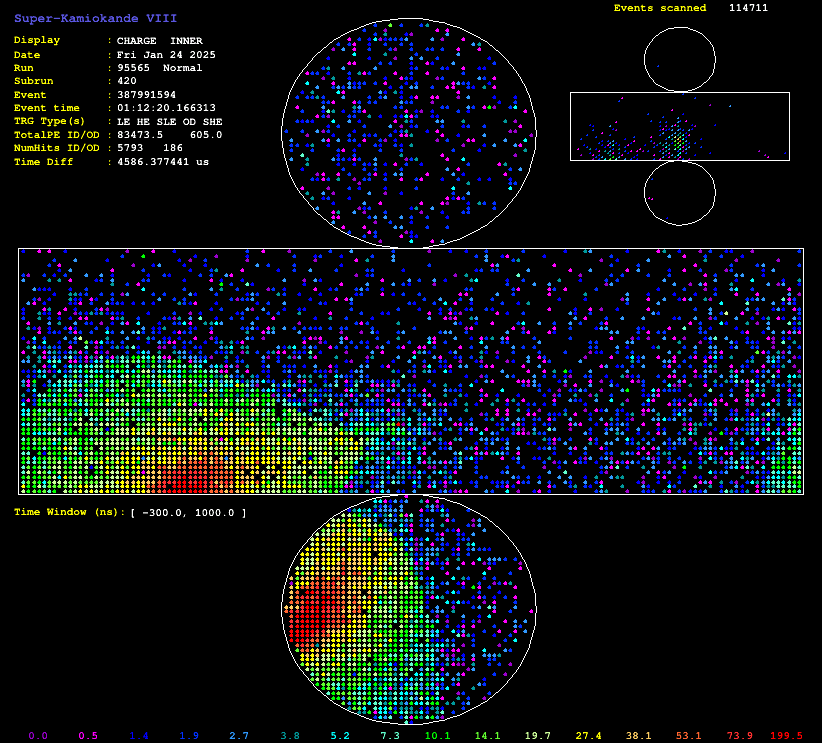 Super-Kamiokande VIII
Events scanned 114711
Display : CHARGE INNER
Date : Fri Jan 24 2025
Run : 95565 Normal
Subrun : 420
Event : 387991594
Event time : 01:12:20.166313
TRG Type(s) : LE HE SLE OD SHE
TotalPE ID/OD : 83473.5 605.0
NumHits ID/OD : 5793 186
Time Diff : 4586.377441 us
Time Window (ns): [ -300.0, 1000.0 ]
0.0 0.5 1.4 1.9 2.7 3.8 5.2 7.3 10.1 14.1 19.7 27.4 38.1 53.1 73.9 199.5